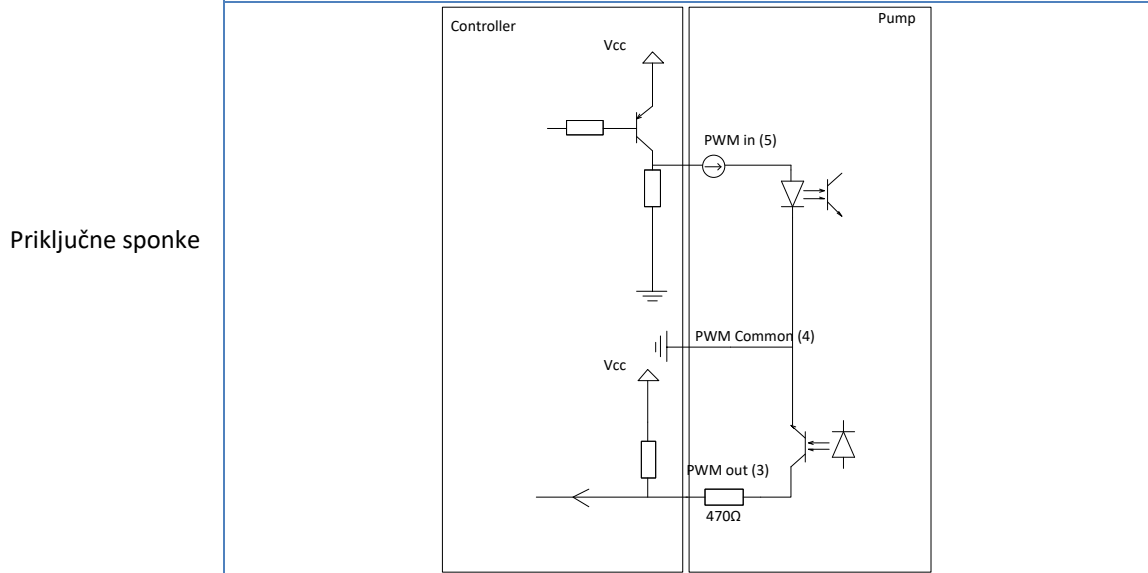 Priključne sponke
Controller
Pump
Vcc
PWM in (5)
PWM Common (4)
Vcc
PWM out (3)
470Ω